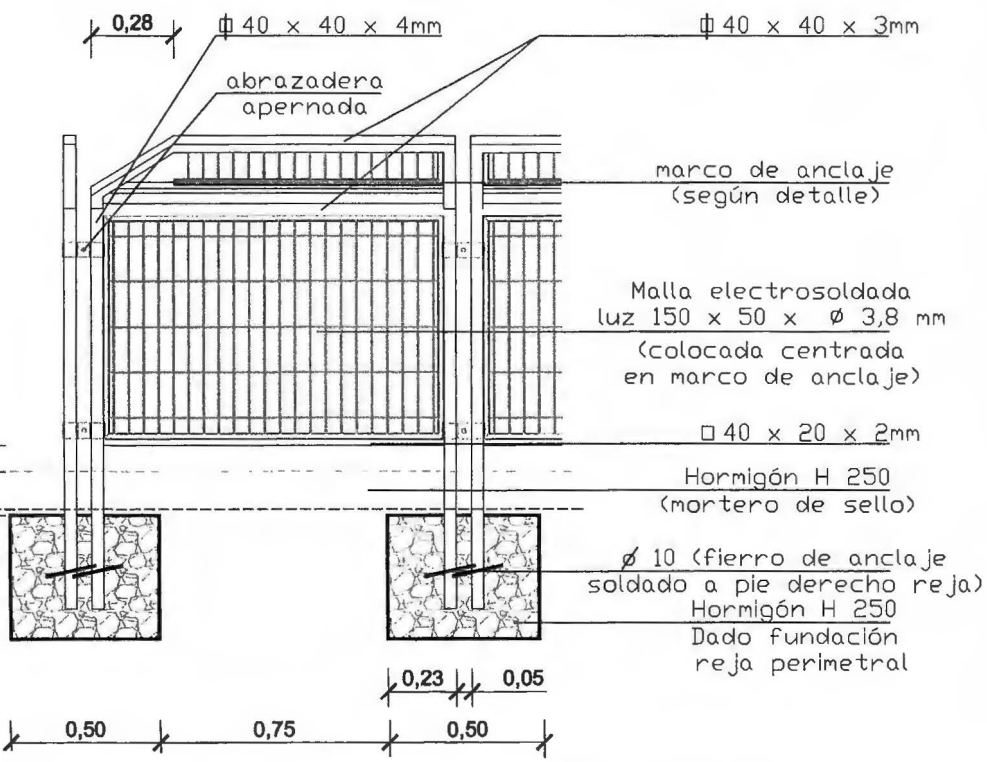 0,28
⌷ 40 x 40 x 4mm
⌷ 40 x 40 x 3mm
abrazadera
apernada
marco de anclaje
(según detalle)
Malla electrosoldada
luz 150 x 50 x ø 3,8 mm
(colocada centrada
en marco de anclaje)
□ 40 x 20 x 2mm
Hormigón H 250
(mortero de sello)
ø 10 (fierro de anclaje
soldado a pie derecho reja)
Hormigón H 250
Dado fundación
reja perimetral
0,23 0,05
0,50 0,75 0,50